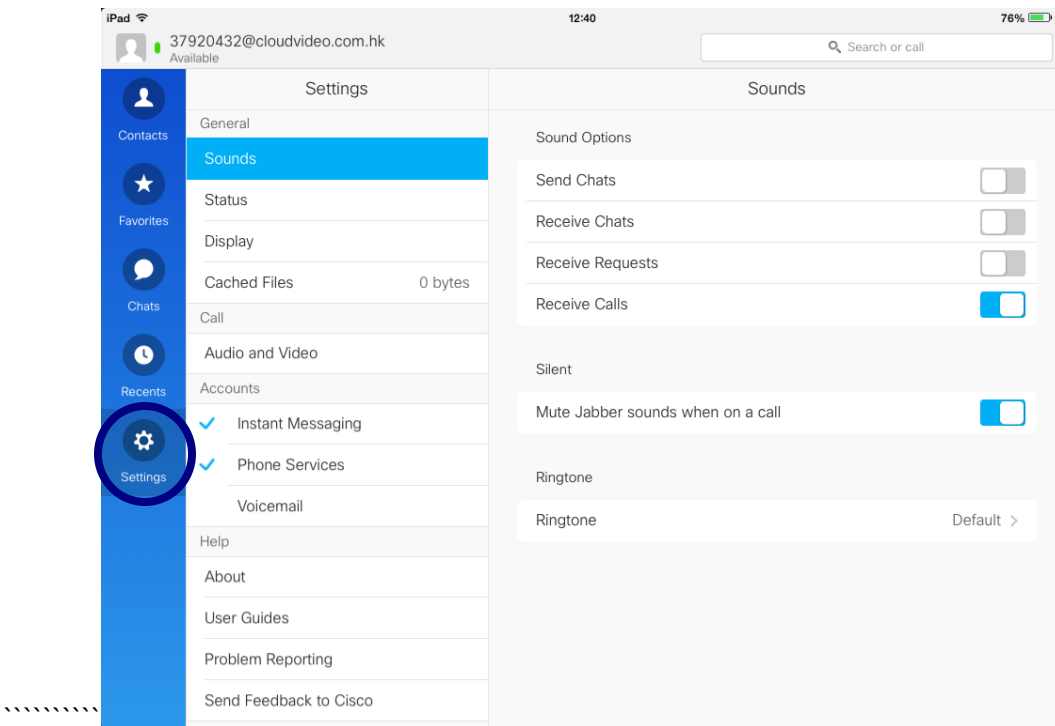 iPad 12:40 76%
37920432@cloudvideo.com.hk
Available
Search or call
Contacts
Favorites
Chats
Recents
Settings
Settings
General
Sounds
Status
Display
Cached Files 0 bytes
Call
Audio and Video
Accounts
Instant Messaging
Phone Services
Voicemail
Help
About
User Guides
Problem Reporting
Send Feedback to Cisco
Sounds
Sound Options
Send Chats
Receive Chats
Receive Requests
Receive Calls
Silent
Mute Jabber sounds when on a call
Ringtone
Ringtone Default >
``````````